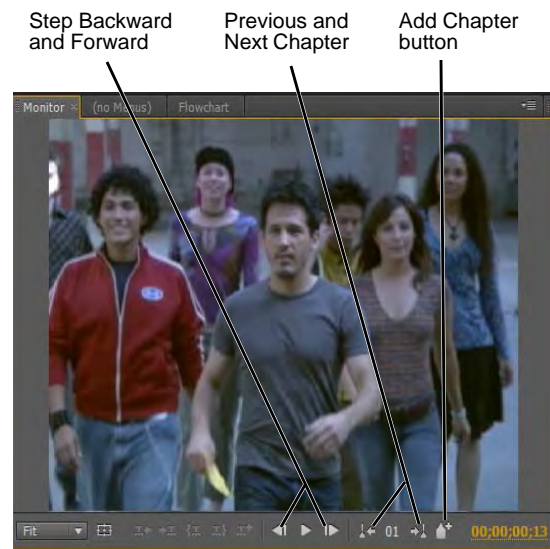 Step Backward
and Forward
Previous and
Next Chapter
Add Chapter
button
Monitor × (no Menus) Flowchart
Fit 01 00;00;00;13